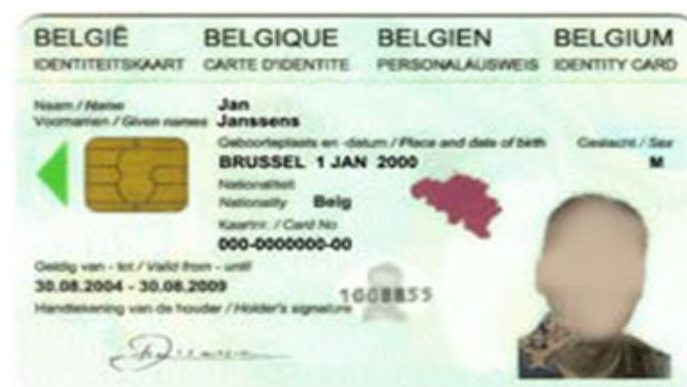 BELGIË BELGIQUE BELGIEN BELGIUM
IDENTITEITSKAART CARTE D'IDENTITE PERSONALAUSWEIS IDENTITY CARD
Naam / Name Jan
Voornamen / Given names Janssens
Geboorteplaats en -datum / Place and date of birth Geslacht / Sex
BRUSSEL 1 JAN 2000 M
Nationaliteit
Nationality Belg
Kaartnr. / Card No
000-0000000-00
Geldig van - tot / Valid from - until
30.08.2004 - 30.08.2009
Handtekening van de houder / Holder's signature